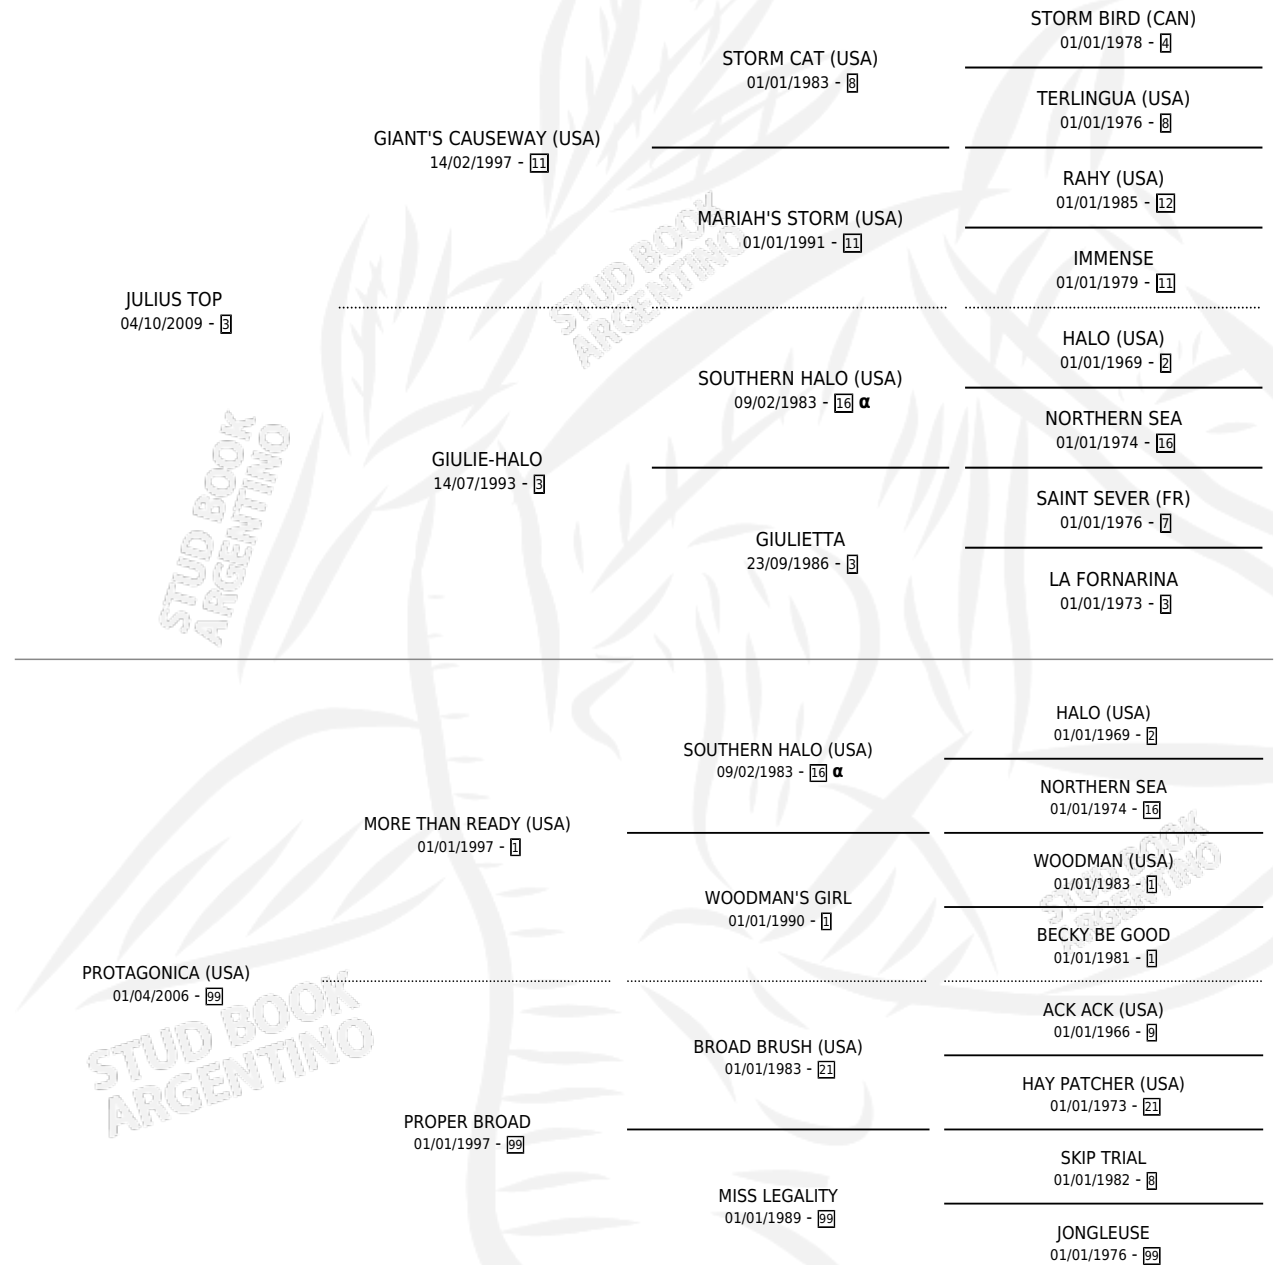 STORM BIRD (CAN)
01/01/1978 - 4
STORM CAT (USA)
01/01/1983 - 8
TERLINGUA (USA)
01/01/1976 - 8
GIANT'S CAUSEWAY (USA)
14/02/1997 - 11
RAHY (USA)
01/01/1985 - 12
MARIAH'S STORM (USA)
01/01/1991 - 11
IMMENSE
01/01/1979 - 11
STUD BOOK
ARGENTINO
JULIUS TOP
04/10/2009 - 3
HALO (USA)
01/01/1969 - 2
SOUTHERN HALO (USA)
09/02/1983 - 16 α
NORTHERN SEA
01/01/1974 - 16
GIULIE-HALO
14/07/1993 - 3
SAINT SEVER (FR)
01/01/1976 - 7
GIULIETTA
23/09/1986 - 3
LA FORNARINA
01/01/1973 - 3
STUD BOOK
ARGENTINO
HALO (USA)
01/01/1969 - 2
SOUTHERN HALO (USA)
09/02/1983 - 16 α
NORTHERN SEA
01/01/1974 - 16
MORE THAN READY (USA)
01/01/1997 - 1
WOODMAN (USA)
01/01/1983 - 1
WOODMAN'S GIRL
01/01/1990 - 1
BECKY BE GOOD
01/01/1981 - 1
STUD BOOK
ARGENTINO
PROTAGONICA (USA)
01/04/2006 - 99
ACK ACK (USA)
01/01/1966 - 9
BROAD BRUSH (USA)
01/01/1983 - 21
HAY PATCHER (USA)
01/01/1973 - 21
STUD BOOK
ARGENTINO
PROPER BROAD
01/01/1997 - 99
SKIP TRIAL
01/01/1982 - 8
MISS LEGALITY
01/01/1989 - 99
JONGLEUSE
01/01/1976 - 99